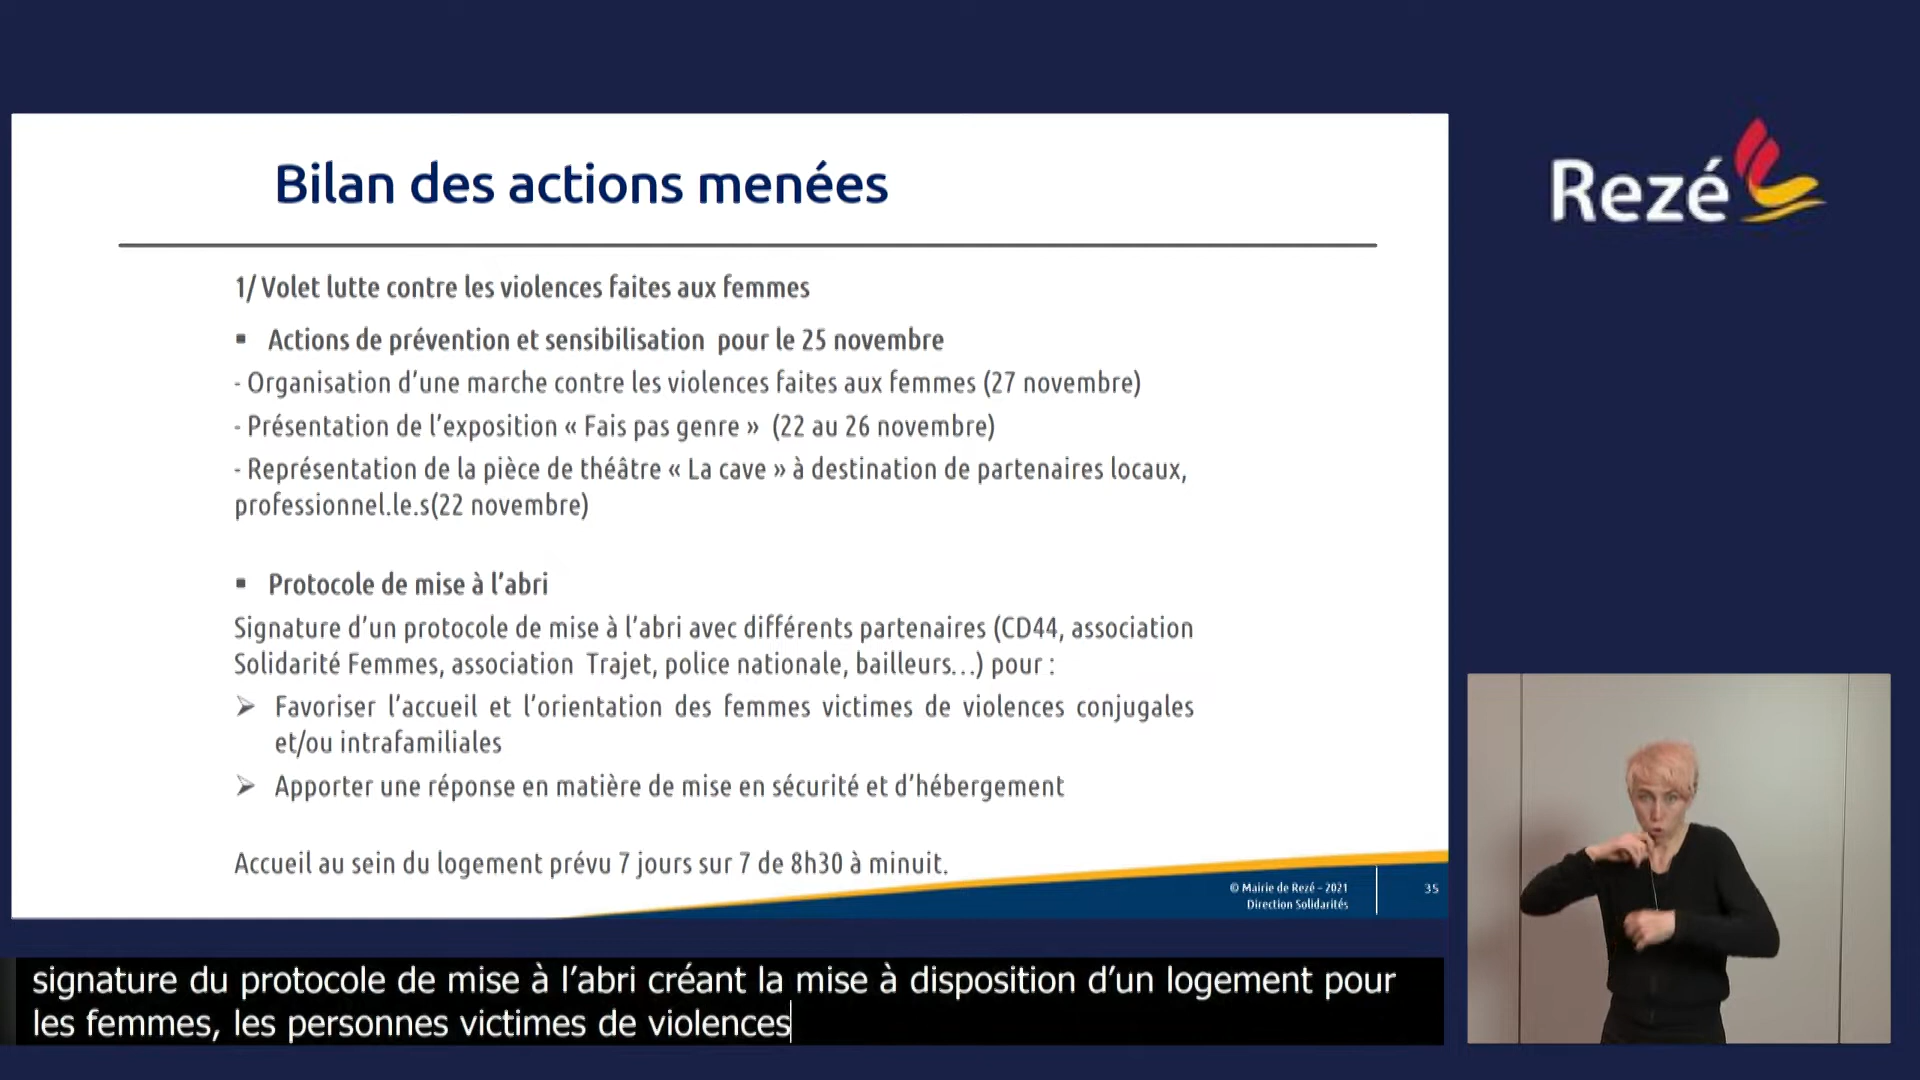 Bilan des actions menées
Rezé
1/ Volet lutte contre les violences faites aux femmes
▪ Actions de prévention et sensibilisation pour le 25 novembre
- Organisation d’une marche contre les violences faites aux femmes (27 novembre)
- Présentation de l’exposition « Fais pas genre » (22 au 26 novembre)
- Représentation de la pièce de théâtre « La cave » à destination de partenaires locaux,
professionnel.le.s(22 novembre)
▪ Protocole de mise à l’abri
Signature d’un protocole de mise à l’abri avec différents partenaires (CD44, association
Solidarité Femmes, association Trajet, police nationale, bailleurs…) pour :
➢ Favoriser l’accueil et l’orientation des femmes victimes de violences conjugales
et/ou intrafamiliales
➢ Apporter une réponse en matière de mise en sécurité et d’hébergement
Accueil au sein du logement prévu 7 jours sur 7 de 8h30 à minuit.
© Mairie de Rezé – 2021
Direction Solidarités
35
signature du protocole de mise à l’abri créant la mise à disposition d’un logement pour
les femmes, les personnes victimes de violences